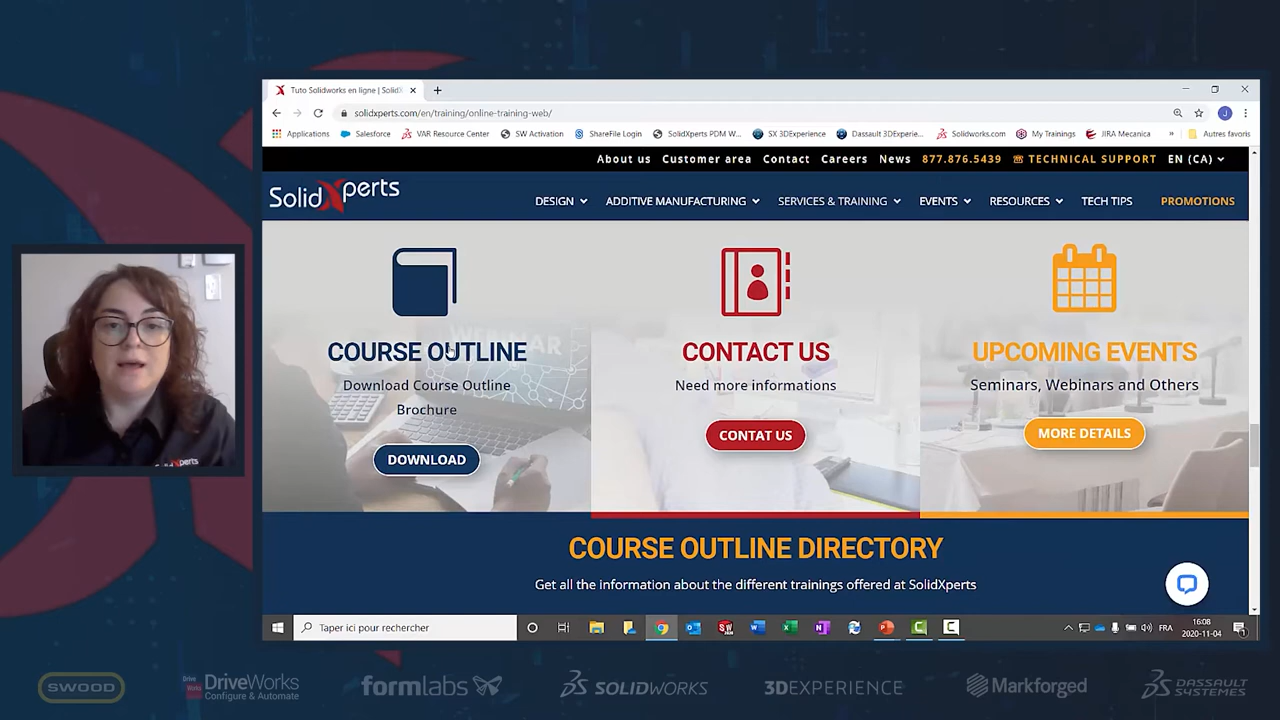 Tuto Solidworks en ligne | SolidX
solidxperts.com/en/training/online-training-web/
J
Applications
Salesforce
VAR Resource Center
SW Activation
ShareFile Login
SolidXperts PDM W...
SX 3DExperience
Dassault 3DExperie...
Solidworks.com
My Trainings
JIRA Mecanica
»
Autres favoris
About us
Customer area
Contact
Careers
News
877.876.5439
TECHNICAL SUPPORT
EN (CA)
SolidXperts
DESIGN
ADDITIVE MANUFACTURING
SERVICES & TRAINING
EVENTS
RESOURCES
TECH TIPS
PROMOTIONS
WEBINAR
COURSE OUTLINE
Download Course Outline
Brochure
DOWNLOAD
CONTACT US
Need more informations
CONTAT US
UPCOMING EVENTS
Seminars, Webinars and Others
MORE DETAILS
COURSE OUTLINE DIRECTORY
Get all the information about the different trainings offered at SolidXperts
Taper ici pour rechercher
FRA
16:08
2020-11-04
SWOOD
DriveWorks
Configure & Automate
formlabs
SOLIDWORKS
3DEXPERIENCE
Markforged
DASSAULT
SYSTEMES